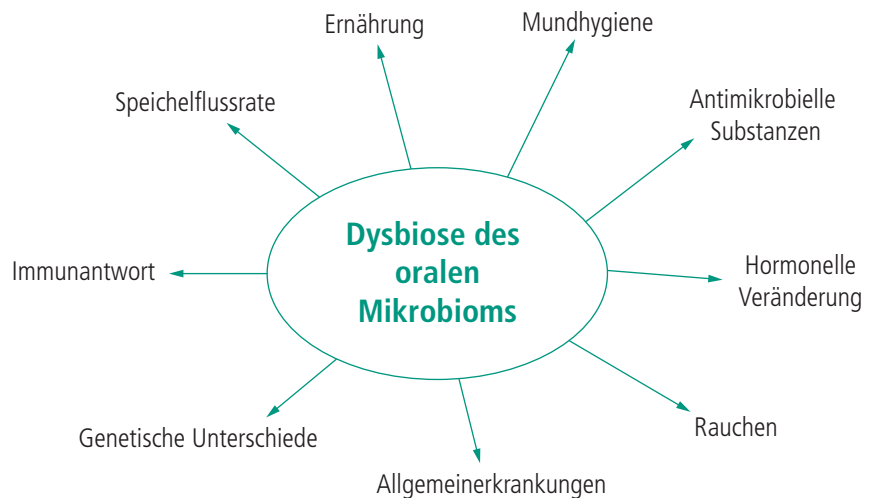 Ernährung
Mundhygiene
Speichelflussrate
Antimikrobielle
Substanzen
Dysbiose des
oralen
Mikrobioms
Immunantwort
Hormonelle
Veränderung
Genetische Unterschiede
Rauchen
Allgemeinerkrankungen